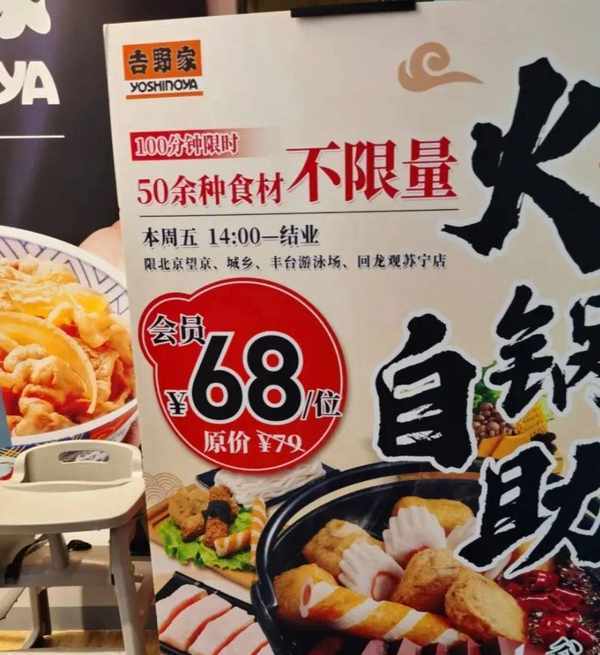 YA
吉野家
YOSHINOYA
100分钟限时
50余种食材不限量
本周五 14:00—结业
限北京望京、城乡、丰台游泳场、回龙观苏宁店
会员
¥68/位
原价 ¥79
火锅
自助